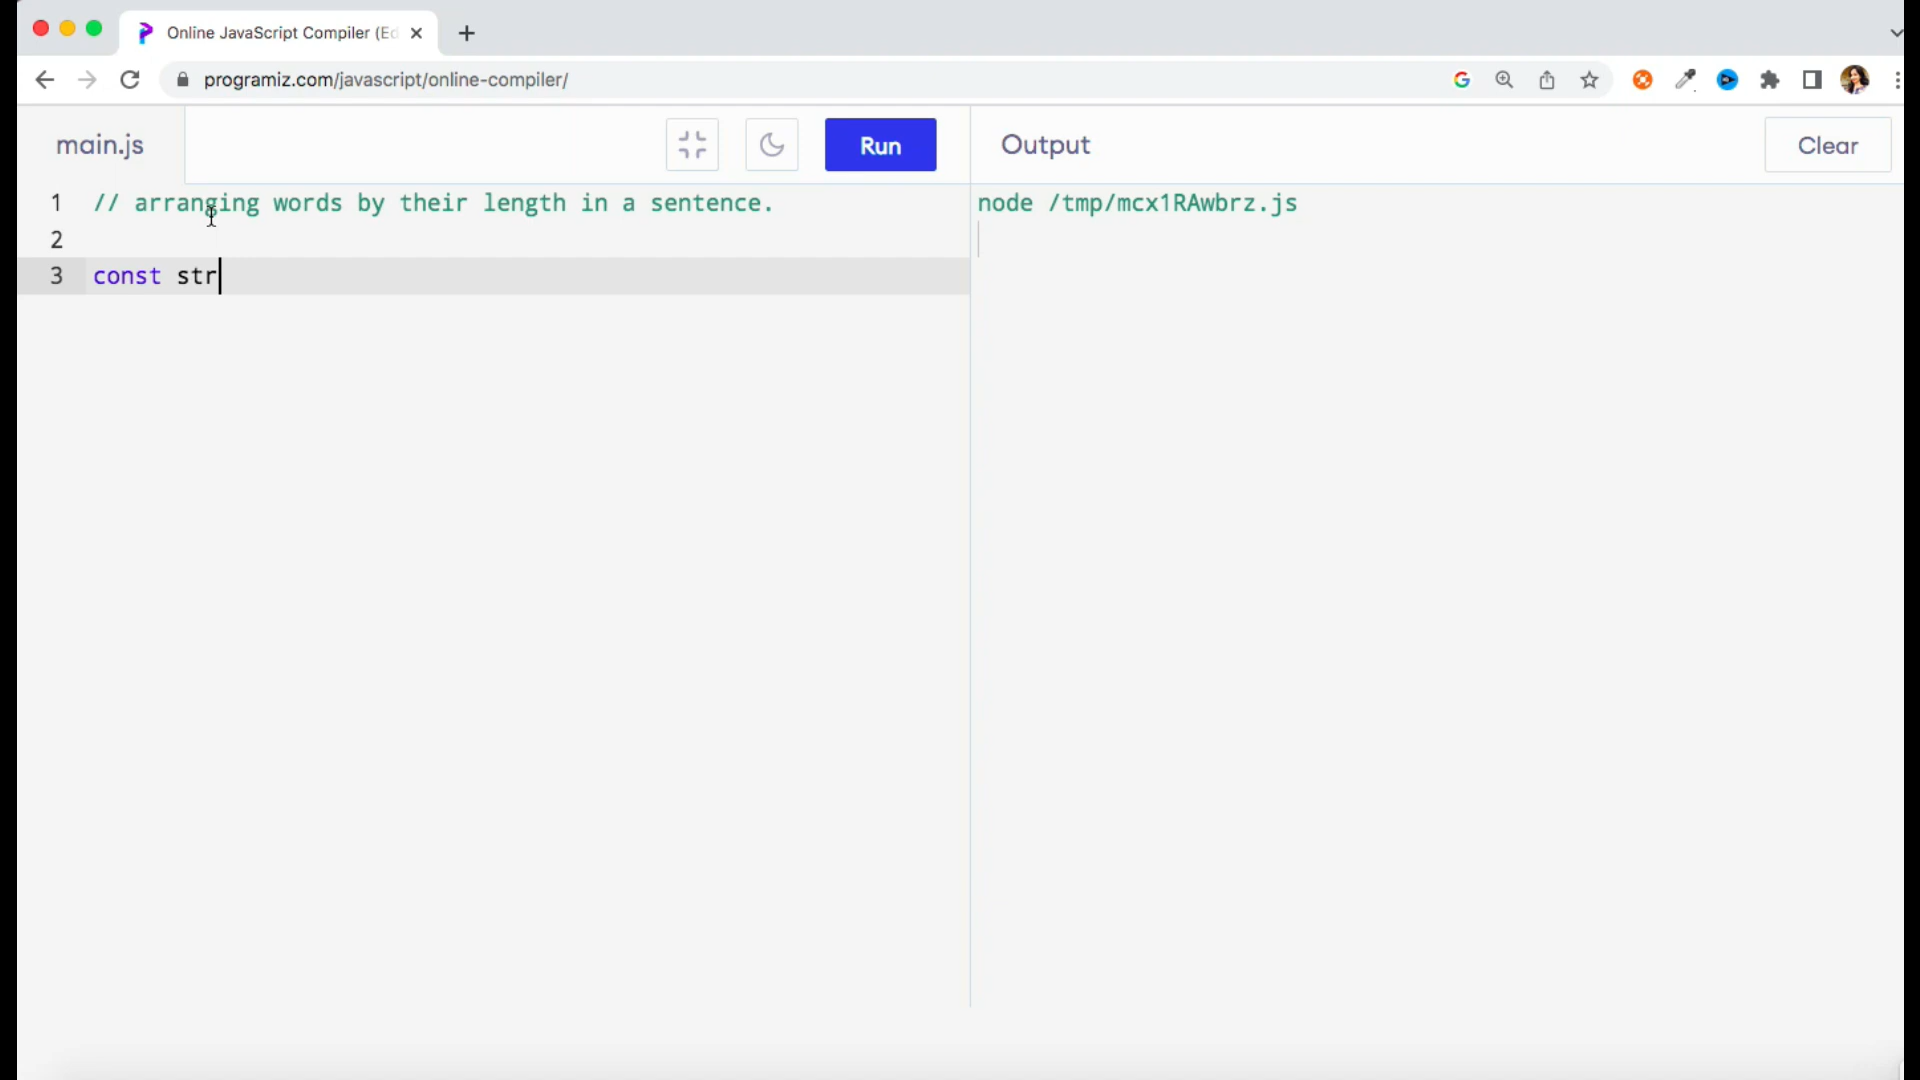 Online JavaScript Compiler (Ed
programiz.com/javascript/online-compiler/
main.js
Run
Output
Clear
1 // arranging words by their length in a sentence.
2
3 const str
node /tmp/mcx1RAwbrz.js